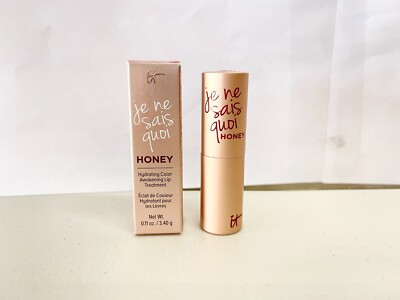 it
je ne
sais
quoi
HONEY
Hydrating Color
Awakening Lip
Treatment
Éclat de Couleur
Hydratant pour
les Lèvres
Net Wt.
0.11 oz. / 3.40 g
je ne
sais
quoi
HONEY
it